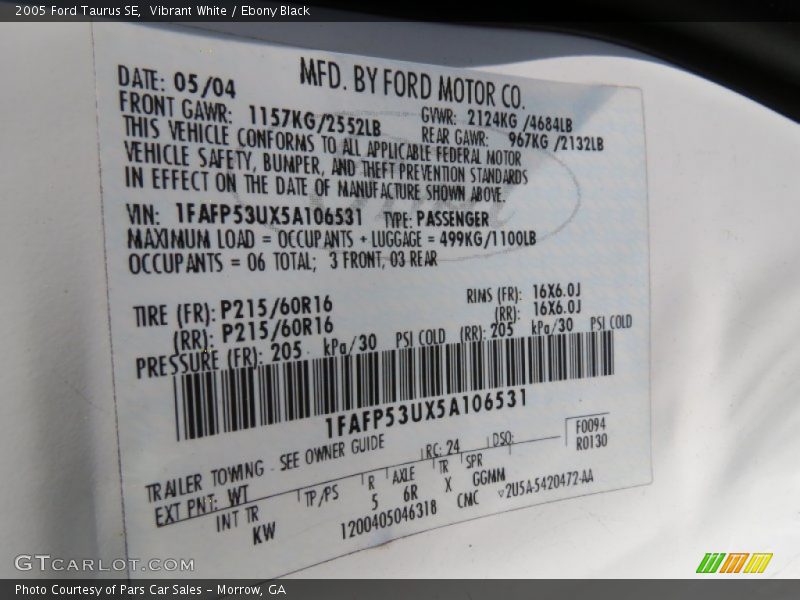 2005 Ford Taurus SE, Vibrant White / Ebony Black
MFD. BY FORD MOTOR CO.
DATE: 05/04
GVWR: 2124KG /4684LB
FRONT GAWR: 1157KG/2552LB
REAR GAWR: 967KG /2132LB
THIS VEHICLE CONFORMS TO ALL APPLICABLE FEDERAL MOTOR
VEHICLE SAFETY, BUMPER, AND THEFT PREVENTION STANDARDS
IN EFFECT ON THE DATE OF MANUFACTURE SHOWN ABOVE.
VIN: 1FAFP53UX5A106531 TYPE: PASSENGER
MAXIMUM LOAD = OCCUPANTS + LUGGAGE = 499KG/1100LB
OCCUPANTS = 06 TOTAL; 3 FRONT, 03 REAR
TIRE (FR): P215/60R16 RIMS (FR): 16X6.0J
(RR): P215/60R16 (RR): 16X6.0J
PRESSURE (FR): 205 kPa/30 PSI COLD (RR): 205 kPa/30 PSI COLD
1FAFP53UX5A106531
TRAILER TOWING - SEE OWNER GUIDE
F0094
R0130
EXT PNT: WT RC: 24 DSO:
INT TR TP/PS R AXLE TR SPR
KW 5 6R X GGMM
1200405046318 CMC ▽2U5A-5420472-AA
GTCARLOT.COM
Photo Courtesy of Pars Car Sales - Morrow, GA